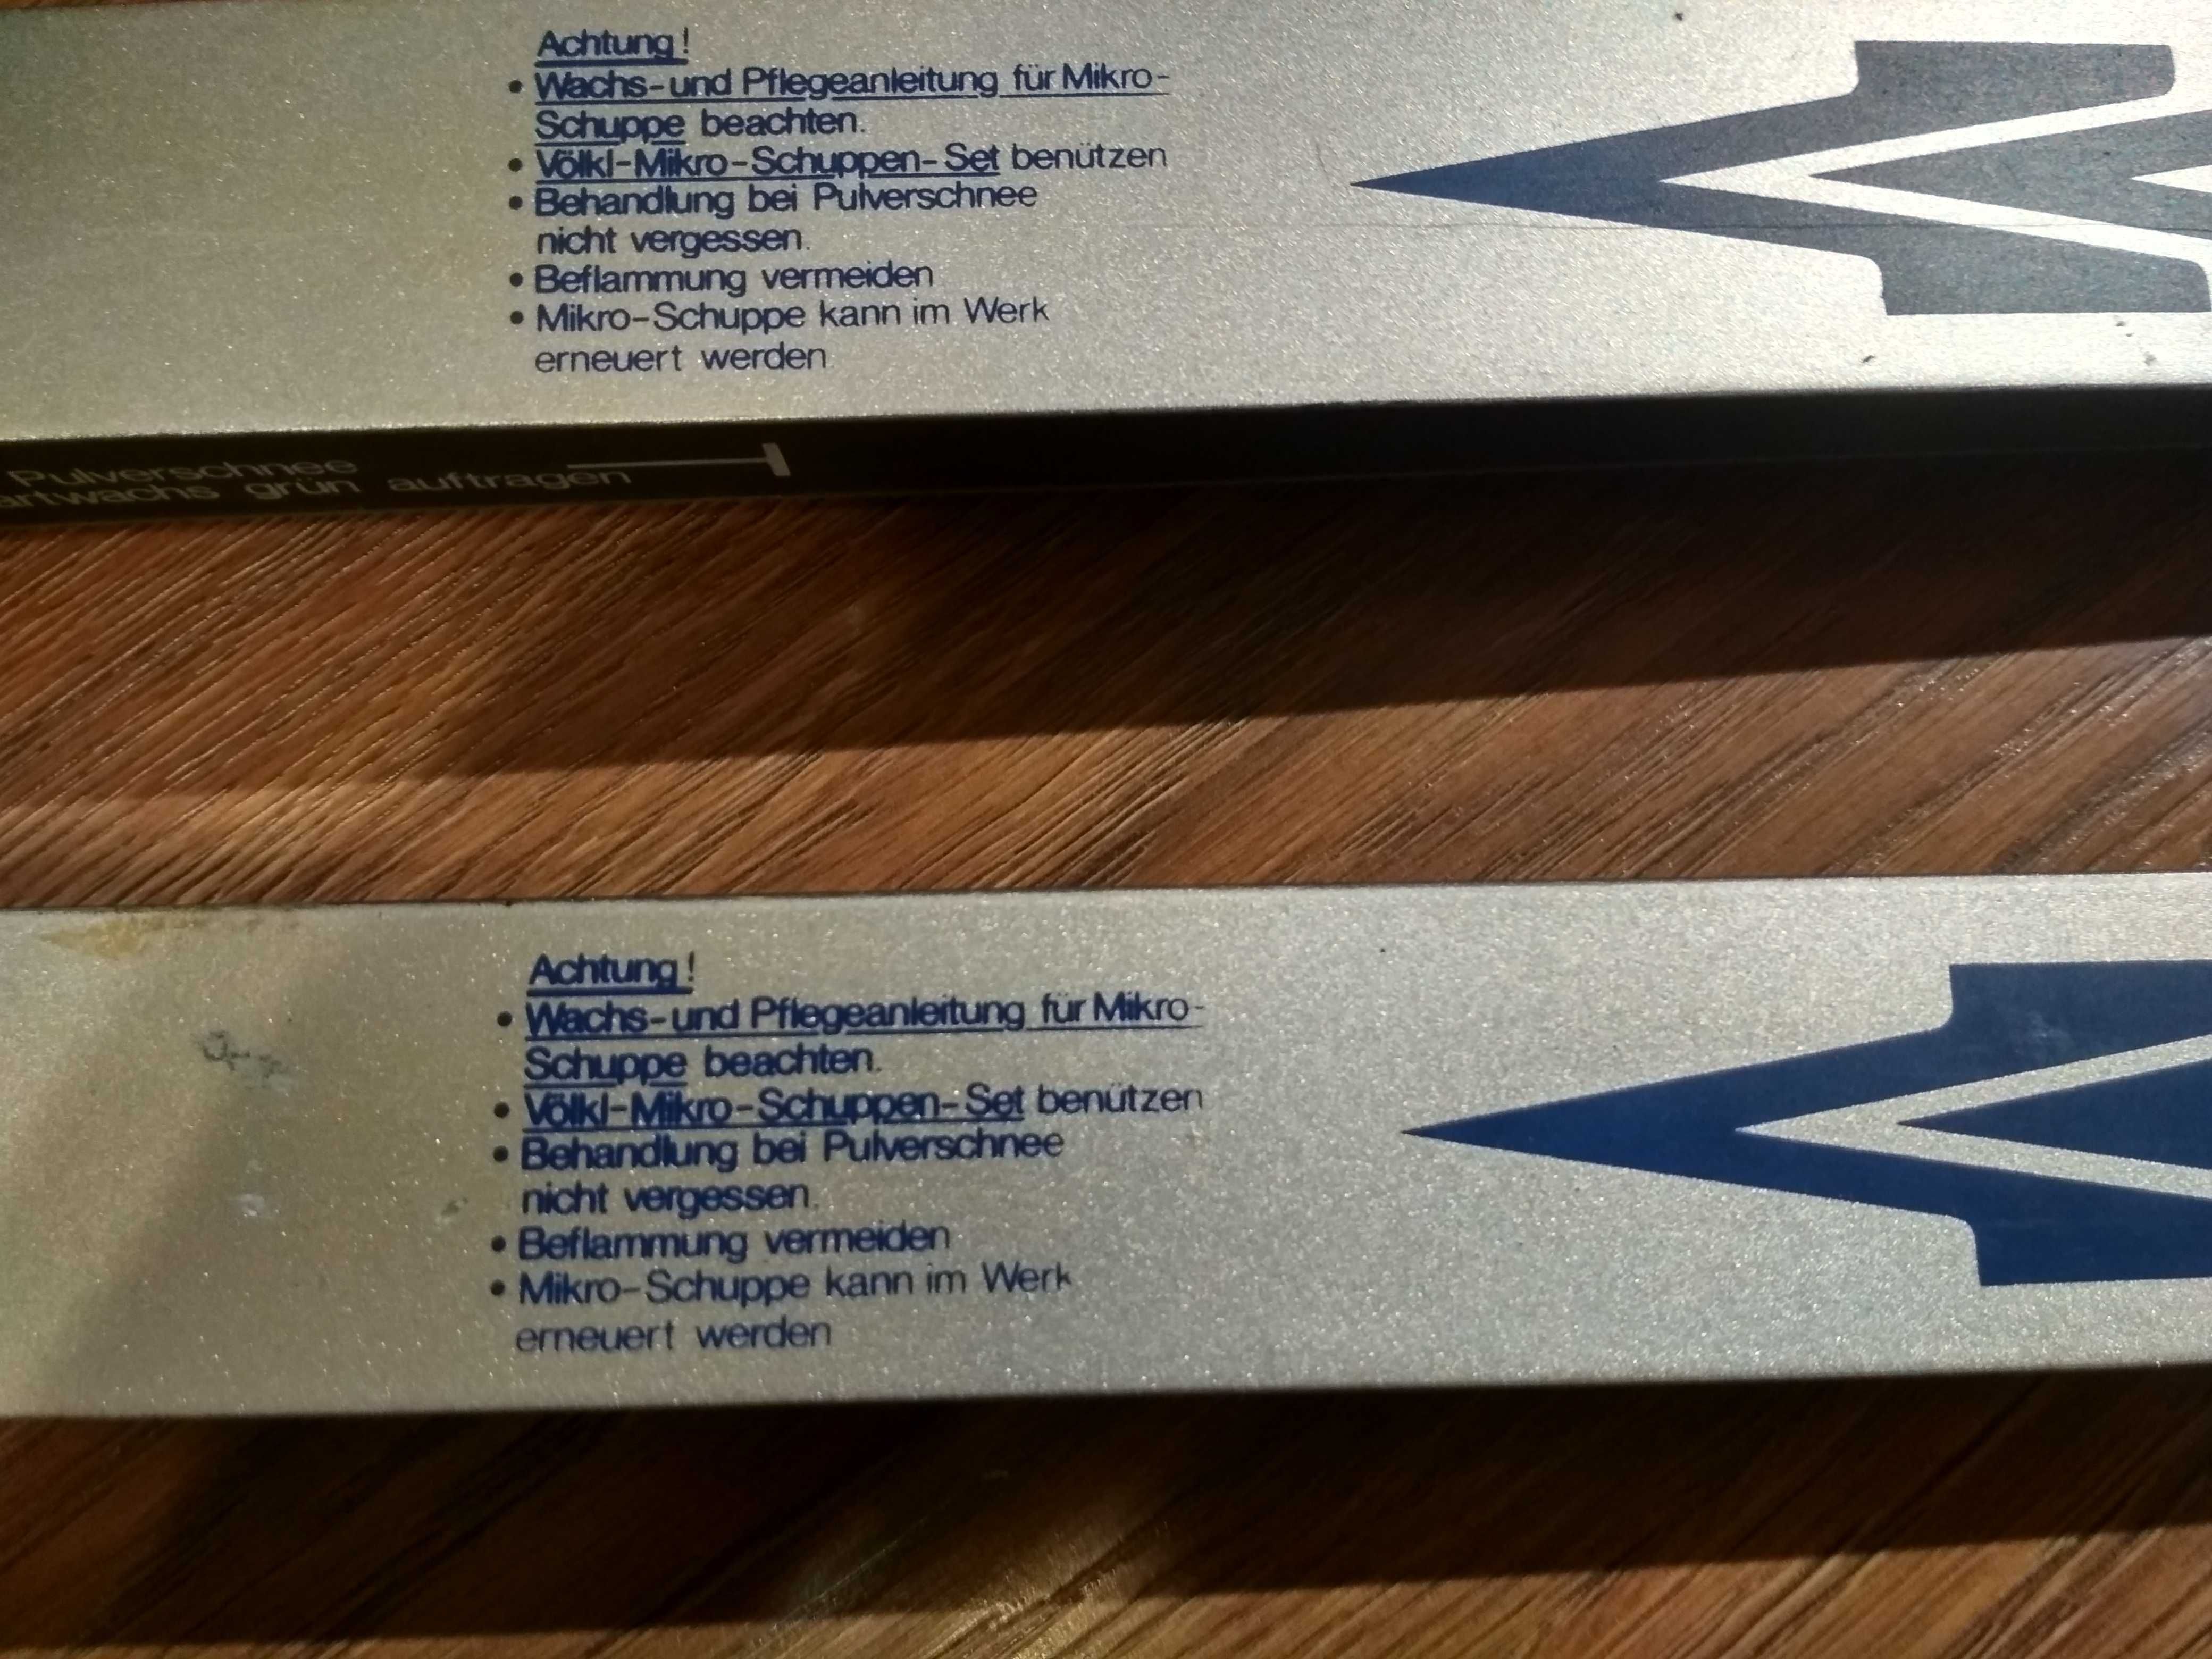 Achtung!
• Wachs-und Pflegeanleitung für Mikro-
Schuppe beachten.
• Völkl-Mikro-Schuppen-Set benützen
• Behandlung bei Pulverschnee
nicht vergessen.
• Beflammung vermeiden
• Mikro-Schuppe kann im Werk
erneuert werden
Pulverschnee
artwachs grün auftragen
Achtung!
• Wachs-und Pflegeanleitung für Mikro-
Schuppe beachten.
• Völkl-Mikro-Schuppen-Set benützen
• Behandlung bei Pulverschnee
nicht vergessen.
• Beflammung vermeiden
• Mikro-Schuppe kann im Werk
erneuert werden